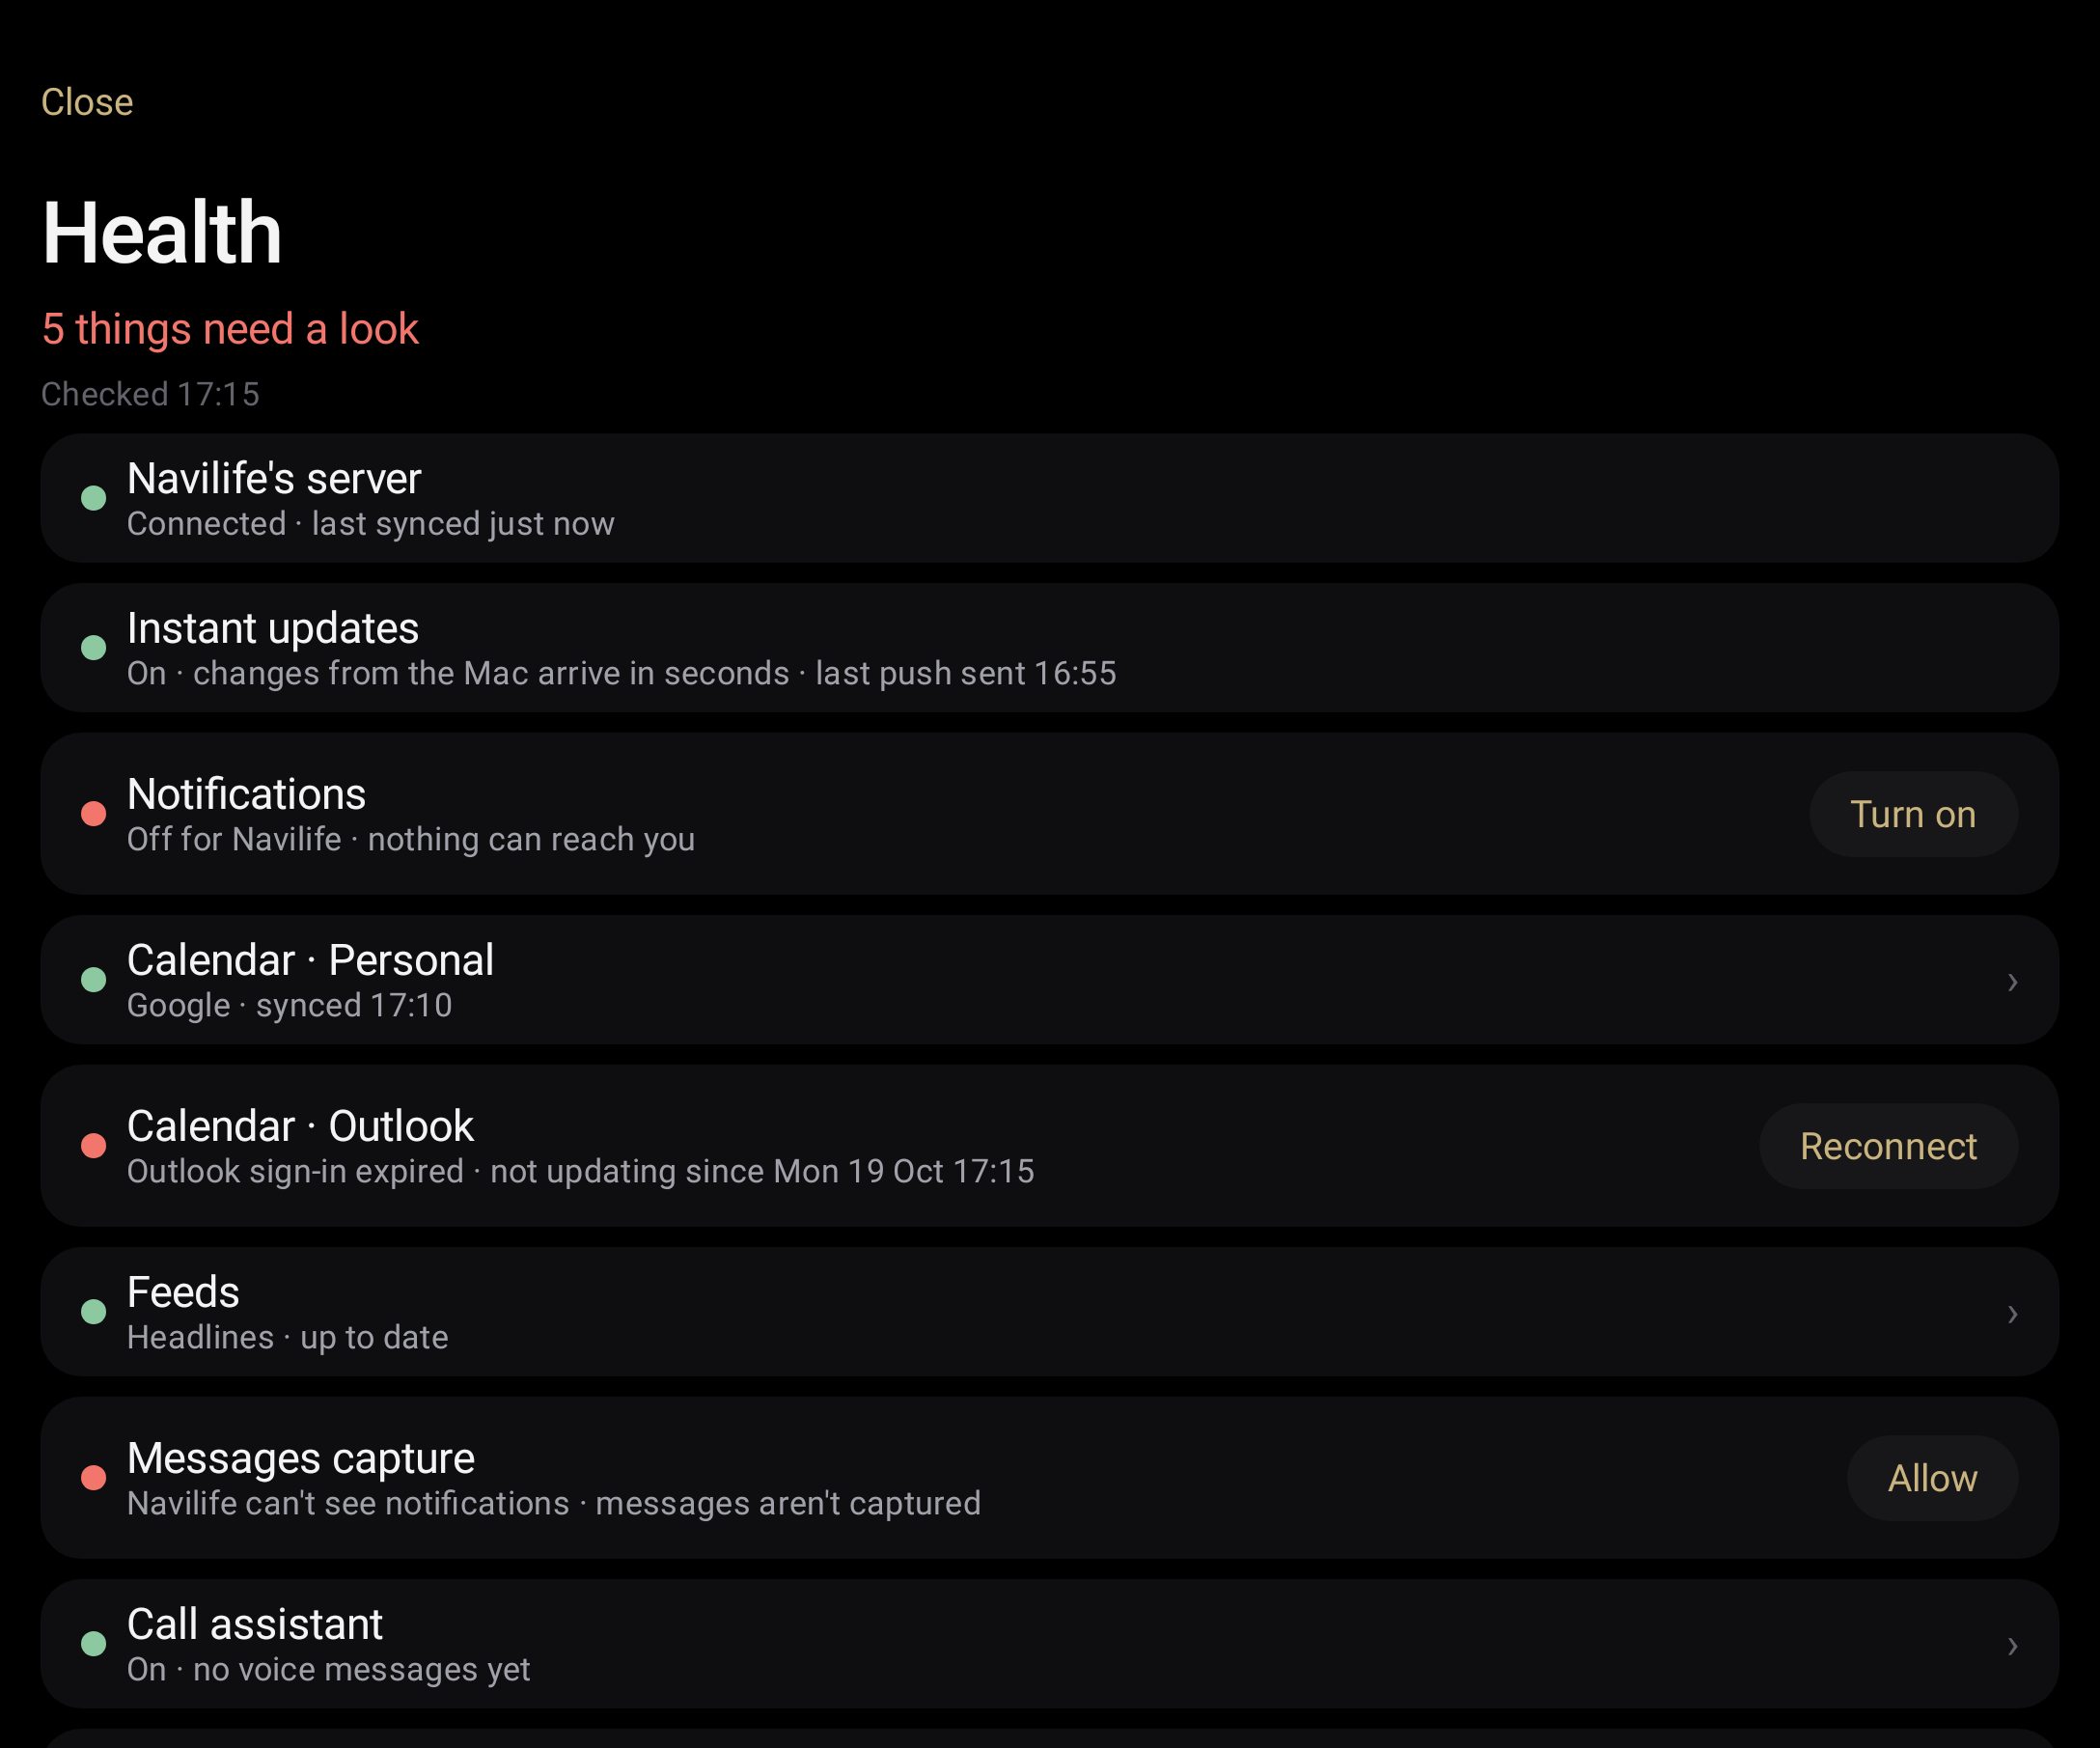 Close
Health
5 things need a look
Checked 17:15
Navilife's server
Connected · last synced just now
Instant updates
On · changes from the Mac arrive in seconds · last push sent 16:55
Notifications
Off for Navilife · nothing can reach you
Turn on
Calendar · Personal
Google · synced 17:10
›
Calendar · Outlook
Outlook sign-in expired · not updating since Mon 19 Oct 17:15
Reconnect
Feeds
Headlines · up to date
›
Messages capture
Navilife can't see notifications · messages aren't captured
Allow
Call assistant
On · no voice messages yet
›